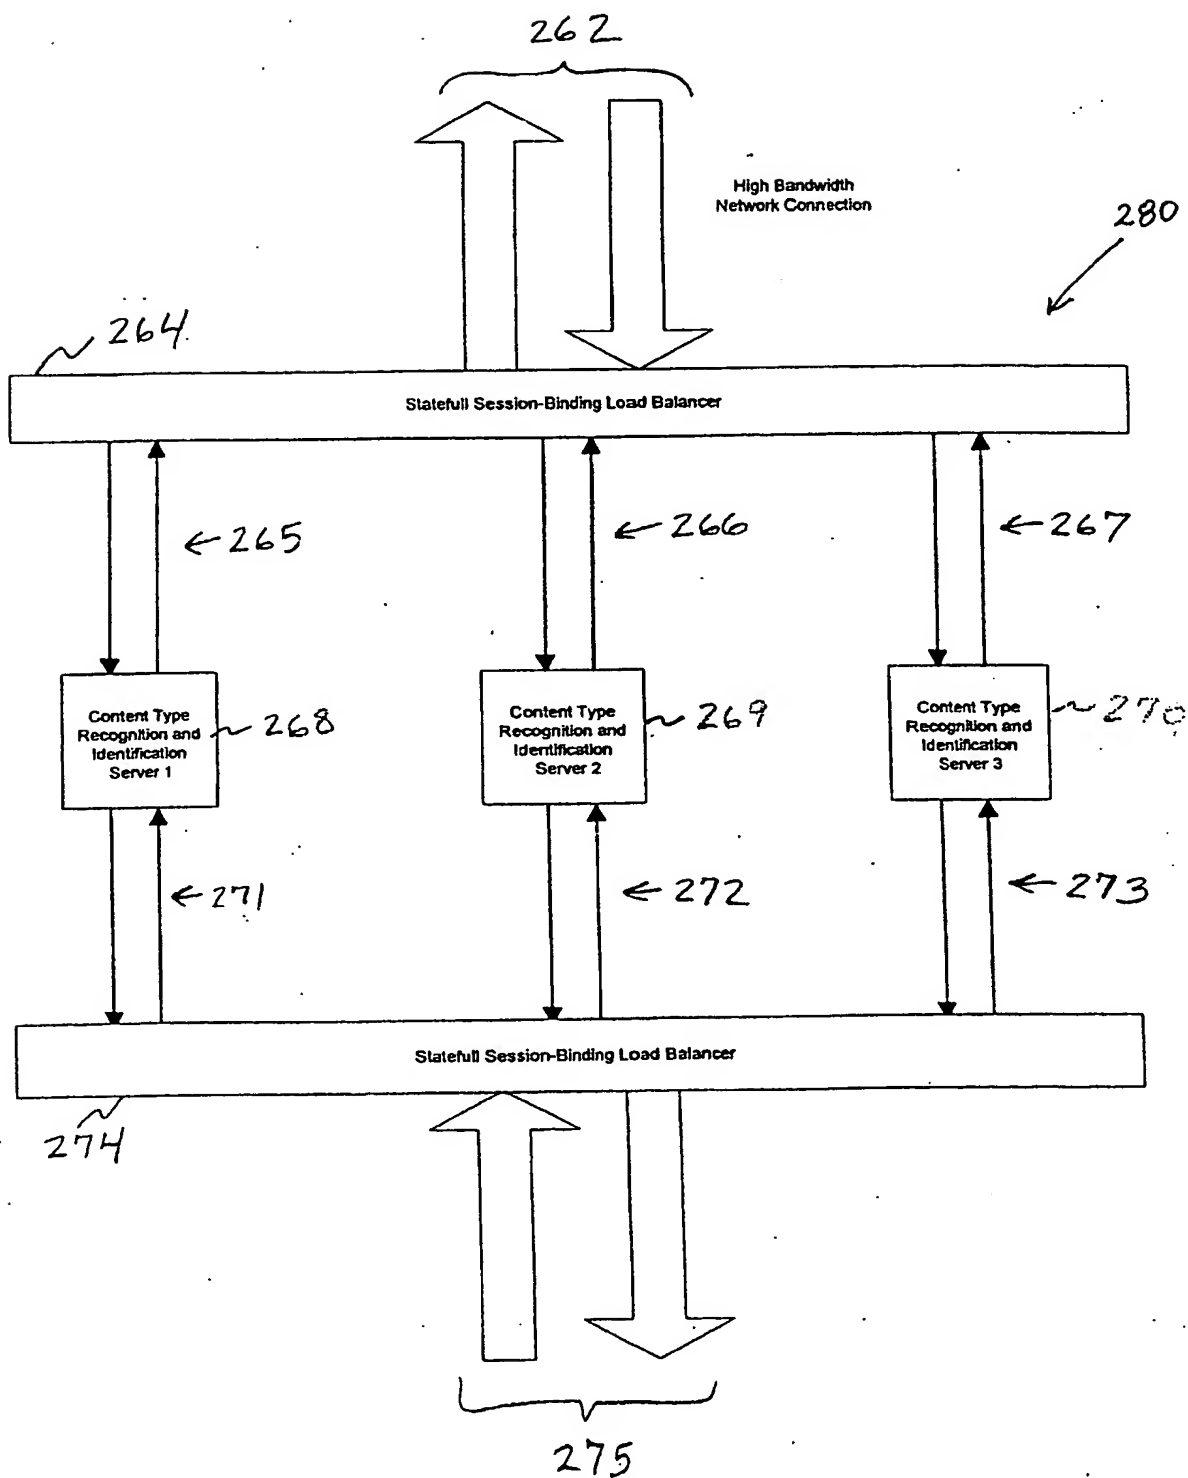 262
High Bandwidth
Network Connection
280
264
Statefull Session-Binding Load Balancer
265
266
267
Content Type
Recognition and
Identification
Server 1
268
Content Type
Recognition and
Identification
Server 2
269
Content Type
Recognition and
Identification
Server 3
270
271
272
273
Statefull Session-Binding Load Balancer
274
275